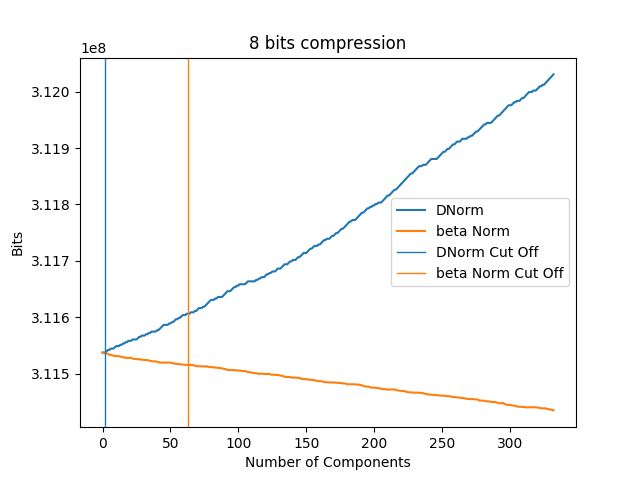 8 bits compression
1e8
3.120
3.119
3.118
3.117
3.116
3.115
Bits
0 50 100 150 200 250 300
Number of Components
DNorm
beta Norm
DNorm Cut Off
beta Norm Cut Off